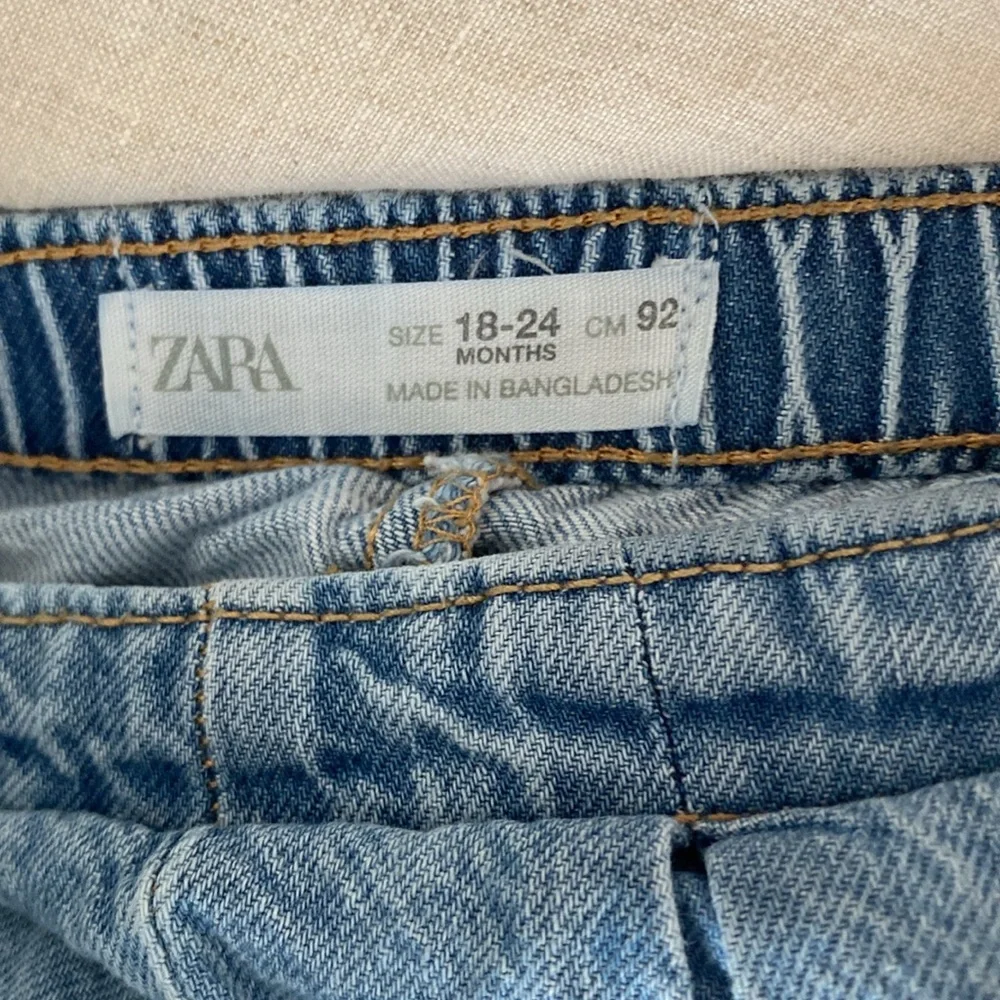 ZARA
SIZE 18-24 CM 92
MONTHS
MADE IN BANGLADESH